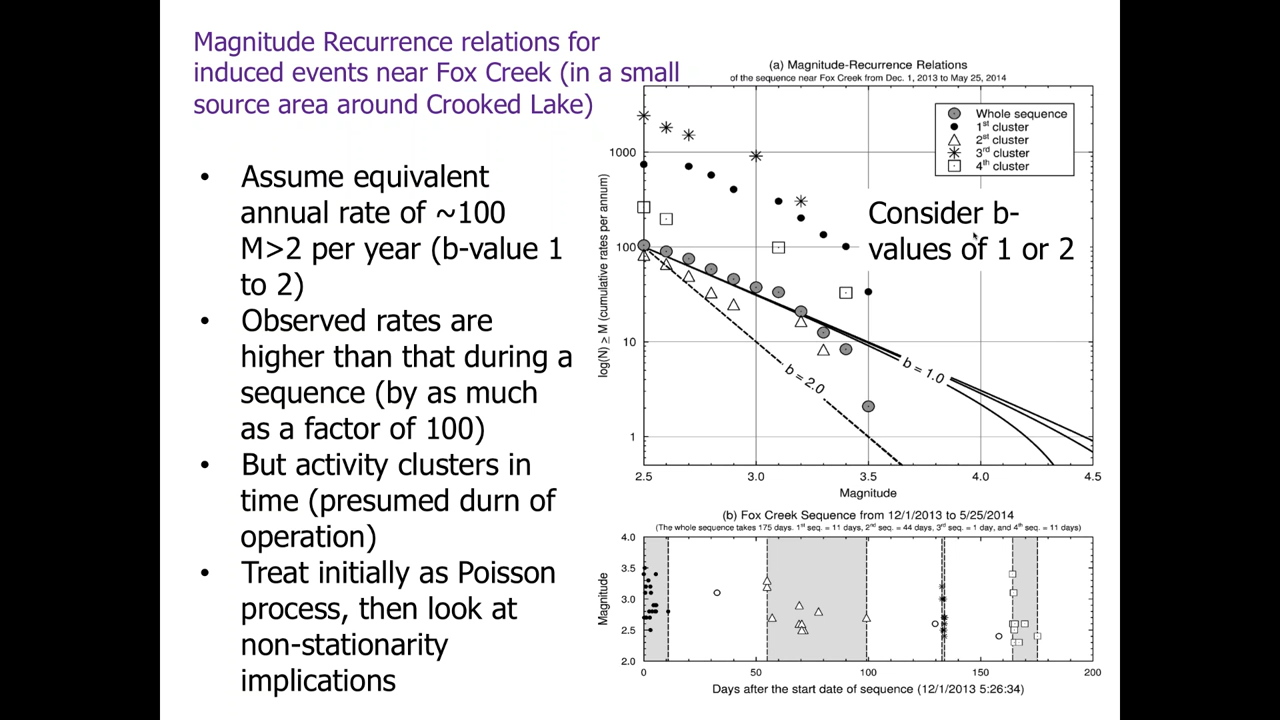 Magnitude Recurrence relations for
induced events near Fox Creek (in a small
source area around Crooked Lake)
• Assume equivalent
annual rate of ~100
M>2 per year (b-value 1
to 2)
• Observed rates are
higher than that during a
sequence (by as much
as a factor of 100)
• But activity clusters in
time (presumed durn of
operation)
• Treat initially as Poisson
process, then look at
non-stationarity
implications
(a) Magnitude-Recurrence Relations
of the sequence near Fox Creek from Dec. 1, 2013 to May 25, 2014
Whole sequence
1st cluster
2st cluster
3rd cluster
4th cluster
Consider b-
values of 1 or 2
log(N) ≥ M (cumulative rates per annum)
1000
100
10
1
b = 1.0
b = 2.0
2.5 3.0 3.5 4.0 4.5
Magnitude
(b) Fox Creek Sequence from 12/1/2013 to 5/25/2014
(The whole sequence takes 175 days. 1st seq. = 11 days, 2nd seq. = 44 days, 3rd seq. = 1 day, and 4th seq. = 11 days)
Magnitude
4.0
3.5
3.0
2.5
2.0
0 50 100 150 200
Days after the start date of sequence (12/1/2013 5:26:34)